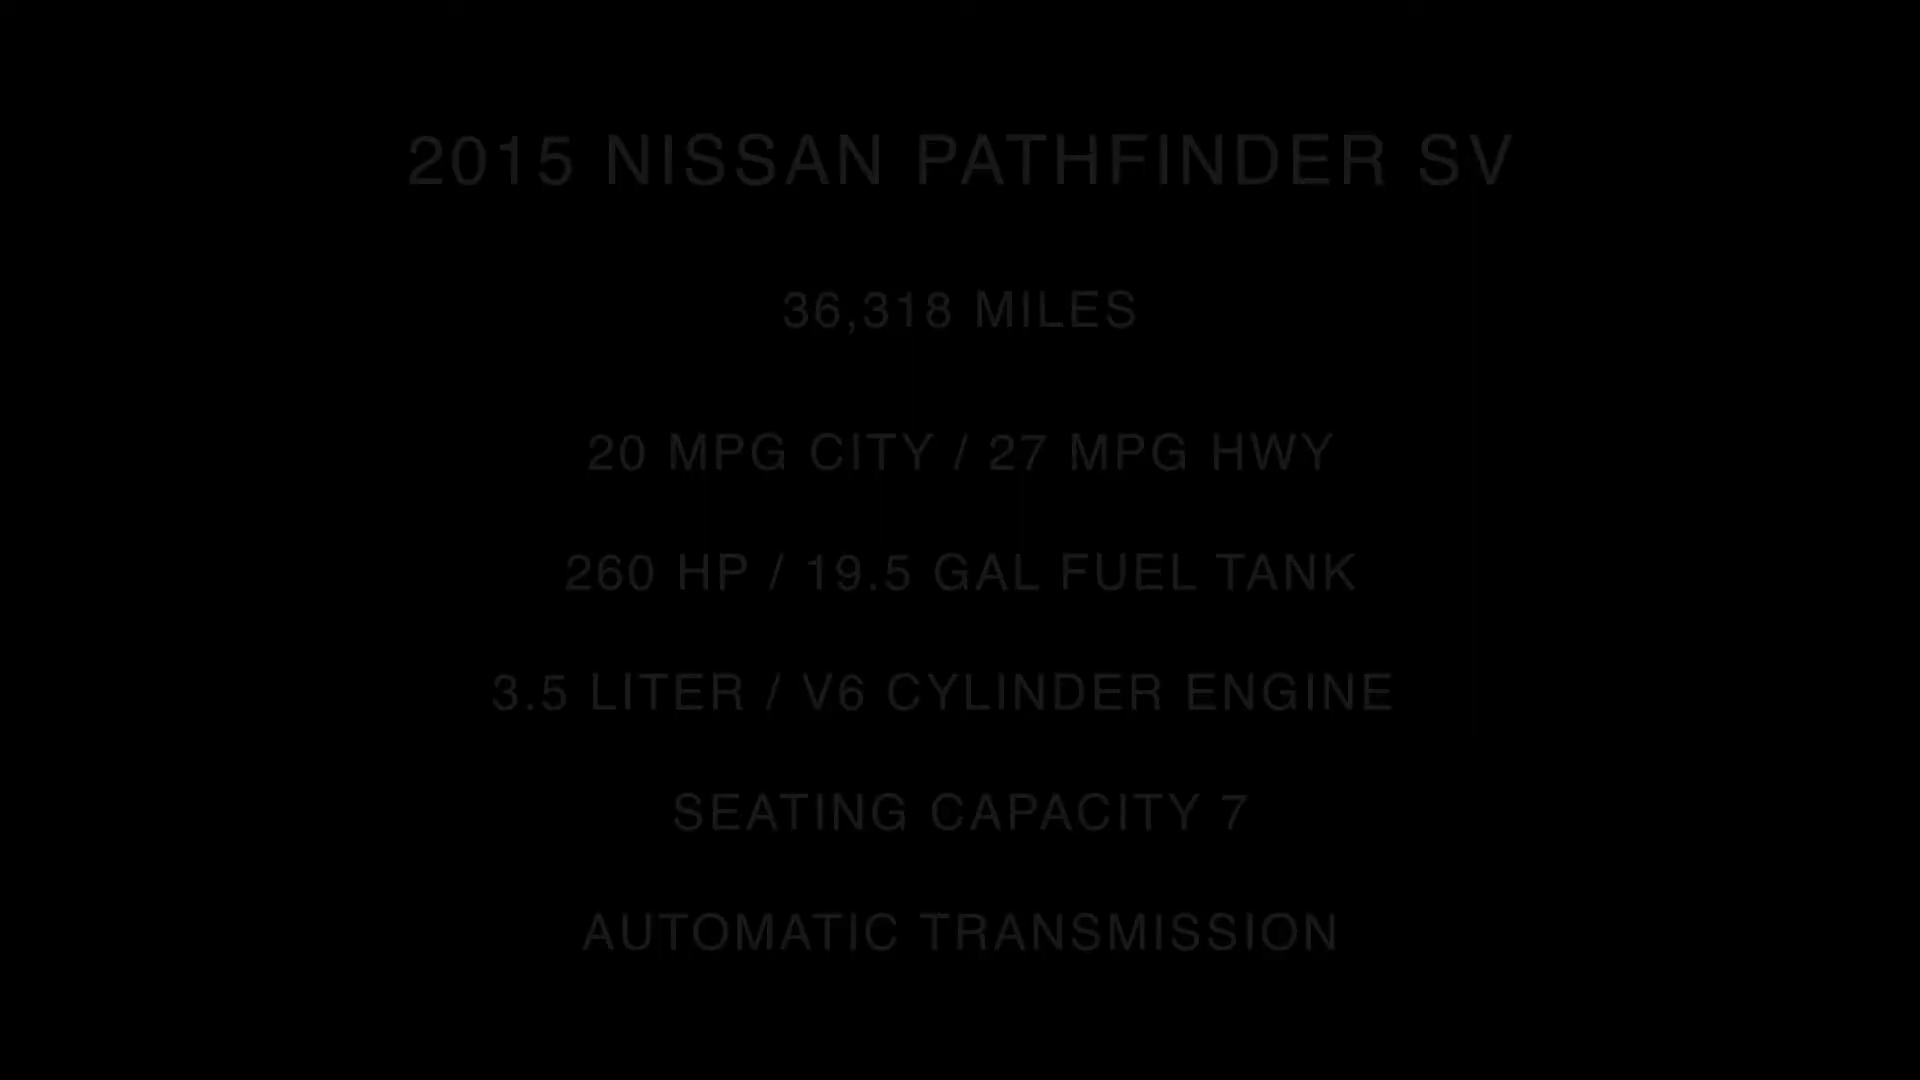 2015 NISSAN PATHFINDER SV
36,318 MILES
20 MPG CITY / 27 MPG HWY
260 HP / 19.5 GAL FUEL TANK
3.5 LITER / V6 CYLINDER ENGINE
SEATING CAPACITY 7
AUTOMATIC TRANSMISSION